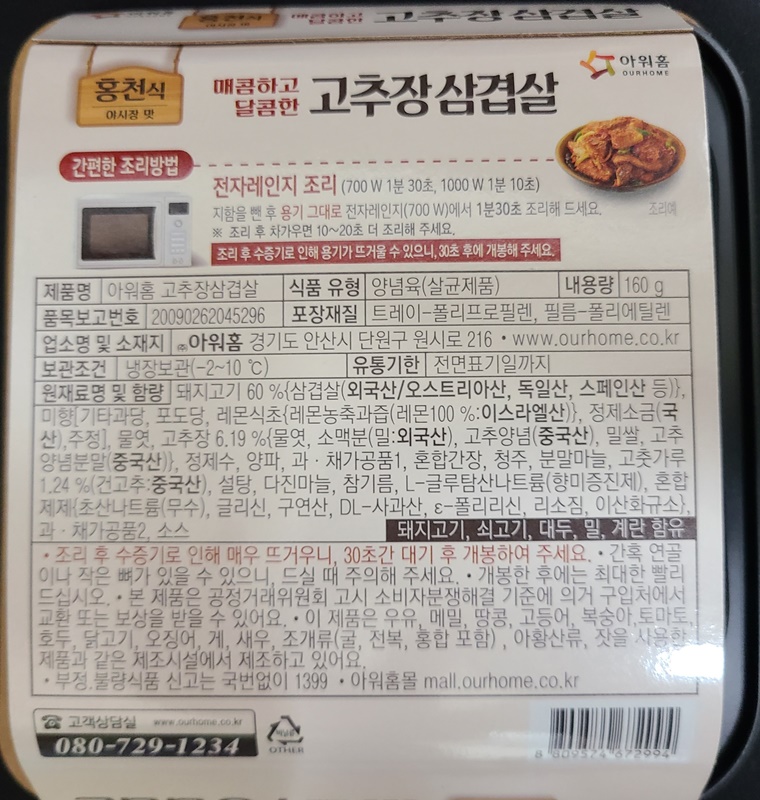 매콤하고
달콤한
고추장삼겹살
홍천식
야시장 맛
매콤하고
달콤한
고추장삼겹살
아워홈
OURHOME
간편한 조리방법
전자레인지 조리 (700 W 1분 30초, 1000 W 1분 10초)
지함을 뺀 후 용기 그대로 전자레인지(700 W)에서 1분30초 조리해 드세요.
조리예
※ 조리 후 차가우면 10~20초 더 조리해 주세요.
조리 후 수증기로 인해 용기가 뜨거울 수 있으니, 30초 후에 개봉해 주세요.
제품명 아워홈 고추장삼겹살 식품 유형 양념육(살균제품) 내용량 160 g
품목보고번호 20090262045296 포장재질 트레이-폴리프로필렌, 필름-폴리에틸렌
업소명 및 소재지 ㈜아워홈 경기도 안산시 단원구 원시로 216 • www.ourhome.co.kr
보관조건 냉장보관(-2~10 ℃) 유통기한 전면표기일까지
원재료명 및 함량 돼지고기 60 %{삼겹살(외국산/오스트리아산, 독일산, 스페인산 등)},
미향[기타과당, 포도당, 레몬식초{레몬농축과즙(레몬100 %:이스라엘산)}, 정제소금(국
산),주정], 물엿, 고추장 6.19 %{물엿, 소맥분(밀:외국산), 고추양념(중국산), 밀쌀, 고추
양념분말(중국산)}, 정제수, 양파, 과ㆍ채가공품1, 혼합간장, 청주, 분말마늘, 고춧가루
1.24 %(건고추:중국산), 설탕, 다진마늘, 참기름, L-글루탐산나트륨(향미증진제), 혼합
제제{초산나트륨(무수), 글리신, 구연산, DL-사과산, ε-폴리리신, 리소짐, 이산화규소},
과ㆍ채가공품2, 소스 돼지고기, 쇠고기, 대두, 밀, 계란 함유
• 조리 후 수증기로 인해 매우 뜨거우니, 30초간 대기 후 개봉하여 주세요. • 간혹 연골
이나 작은 뼈가 있을 수 있으니, 드실 때 주의해 주세요. • 개봉한 후에는 최대한 빨리
드십시오. • 본 제품은 공정거래위원회 고시 소비자분쟁해결 기준에 의거 구입처에서
교환 또는 보상을 받을 수 있어요. • 이 제품은 우유, 메밀, 땅콩, 고등어, 복숭아,토마토,
호두, 닭고기, 오징어, 게, 새우, 조개류(굴, 전복, 홍합 포함) , 아황산류, 잣을 사용한
제품과 같은 제조시설에서 제조하고 있어요.
• 부정.불량식품 신고는 국번없이 1399 • 아워홈몰 mall.ourhome.co.kr
고객상담실 www.ourhome.co.kr
080-729-1234
OTHER
8 809574 672994